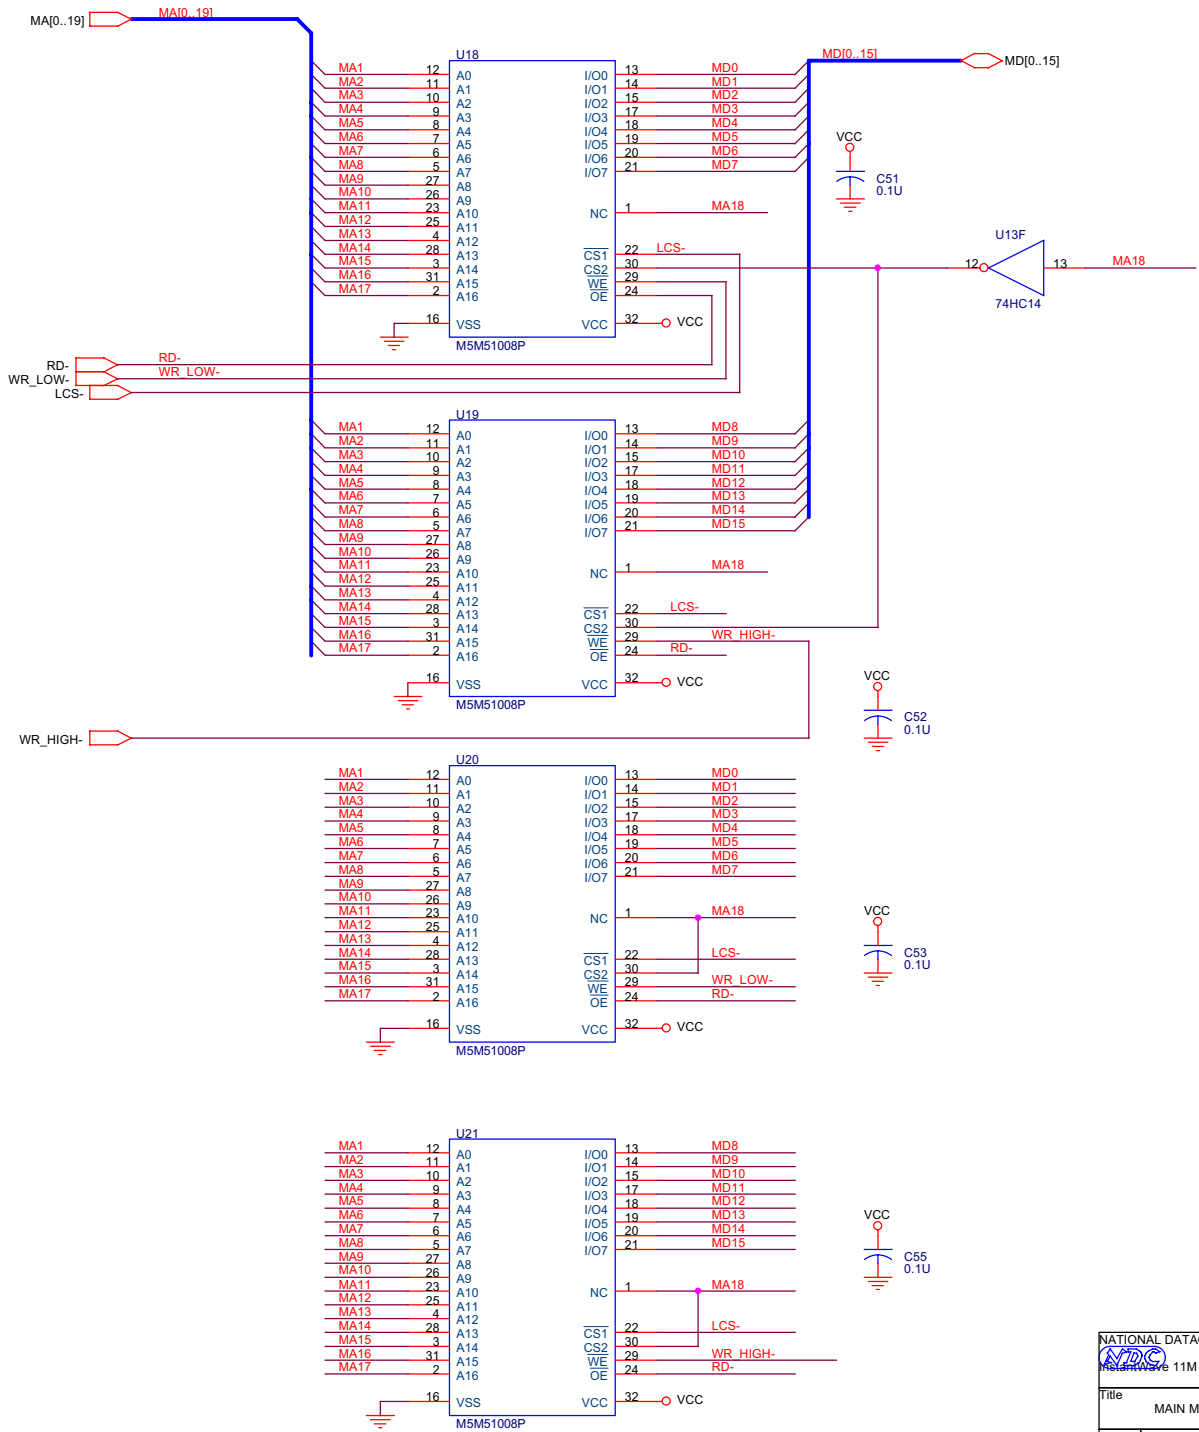 MA[0..19]
MA[0..19]
U18
MA1 12 A0 I/O0 13 MD0
MA2 11 A1 I/O1 14 MD1
MA3 10 A2 I/O2 15 MD2
MA4 9 A3 I/O3 17 MD3
MA5 8 A4 I/O4 18 MD4
MA6 7 A5 I/O5 19 MD5
MA7 6 A6 I/O6 20 MD6
MA8 5 A7 I/O7 21 MD7
MA9 27 A8
MA10 26 A9
MA11 23 A10 NC 1 MA18
MA12 25 A11
MA13 4 A12
MA14 28 A13 CS1 22 LCS-
MA15 3 A14 CS2 30
MA16 31 A15 WE 29
MA17 2 A16 OE 24
16 VSS VCC 32 VCC
M5M51008P
MD[0..15]
MD[0..15]
VCC
C51
0.1U
U13F
12 13 MA18
74HC14
RD- RD-
WR_LOW- WR_LOW-
LCS-
U19
MA1 12 A0 I/O0 13 MD8
MA2 11 A1 I/O1 14 MD9
MA3 10 A2 I/O2 15 MD10
MA4 9 A3 I/O3 17 MD11
MA5 8 A4 I/O4 18 MD12
MA6 7 A5 I/O5 19 MD13
MA7 6 A6 I/O6 20 MD14
MA8 5 A7 I/O7 21 MD15
MA9 27 A8
MA10 26 A9
MA11 23 A10 NC 1 MA18
MA12 25 A11
MA13 4 A12
MA14 28 A13 CS1 22 LCS-
MA15 3 A14 CS2 30
MA16 31 A15 WE 29 WR_HIGH-
MA17 2 A16 OE 24 RD-
16 VSS VCC 32 VCC
M5M51008P
VCC
C52
0.1U
WR_HIGH-
U20
MA1 12 A0 I/O0 13 MD0
MA2 11 A1 I/O1 14 MD1
MA3 10 A2 I/O2 15 MD2
MA4 9 A3 I/O3 17 MD3
MA5 8 A4 I/O4 18 MD4
MA6 7 A5 I/O5 19 MD5
MA7 6 A6 I/O6 20 MD6
MA8 5 A7 I/O7 21 MD7
MA9 27 A8
MA10 26 A9
MA11 23 A10 NC 1 MA18
MA12 25 A11
MA13 4 A12
MA14 28 A13 CS1 22 LCS-
MA15 3 A14 CS2 30
MA16 31 A15 WE 29 WR_LOW-
MA17 2 A16 OE 24 RD-
16 VSS VCC 32 VCC
M5M51008P
VCC
C53
0.1U
U21
MA1 12 A0 I/O0 13 MD8
MA2 11 A1 I/O1 14 MD9
MA3 10 A2 I/O2 15 MD10
MA4 9 A3 I/O3 17 MD11
MA5 8 A4 I/O4 18 MD12
MA6 7 A5 I/O5 19 MD13
MA7 6 A6 I/O6 20 MD14
MA8 5 A7 I/O7 21 MD15
MA9 27 A8
MA10 26 A9
MA11 23 A10 NC 1 MA18
MA12 25 A11
MA13 4 A12
MA14 28 A13 CS1 22 LCS-
MA15 3 A14 CS2 30
MA16 31 A15 WE 29 WR_HIGH-
MA17 2 A16 OE 24 RD-
16 VSS VCC 32 VCC
M5M51008P
VCC
C55
0.1U
NATIONAL DATA
NDC
InstantWave 11M
Title
MAIN M